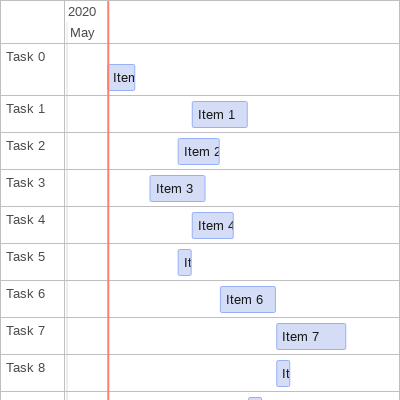 2020
May
Task 0
Item
Task 1
Item 1
Task 2
Item 2
Task 3
Item 3
Task 4
Item 4
Task 5
It
Task 6
Item 6
Task 7
Item 7
Task 8
It